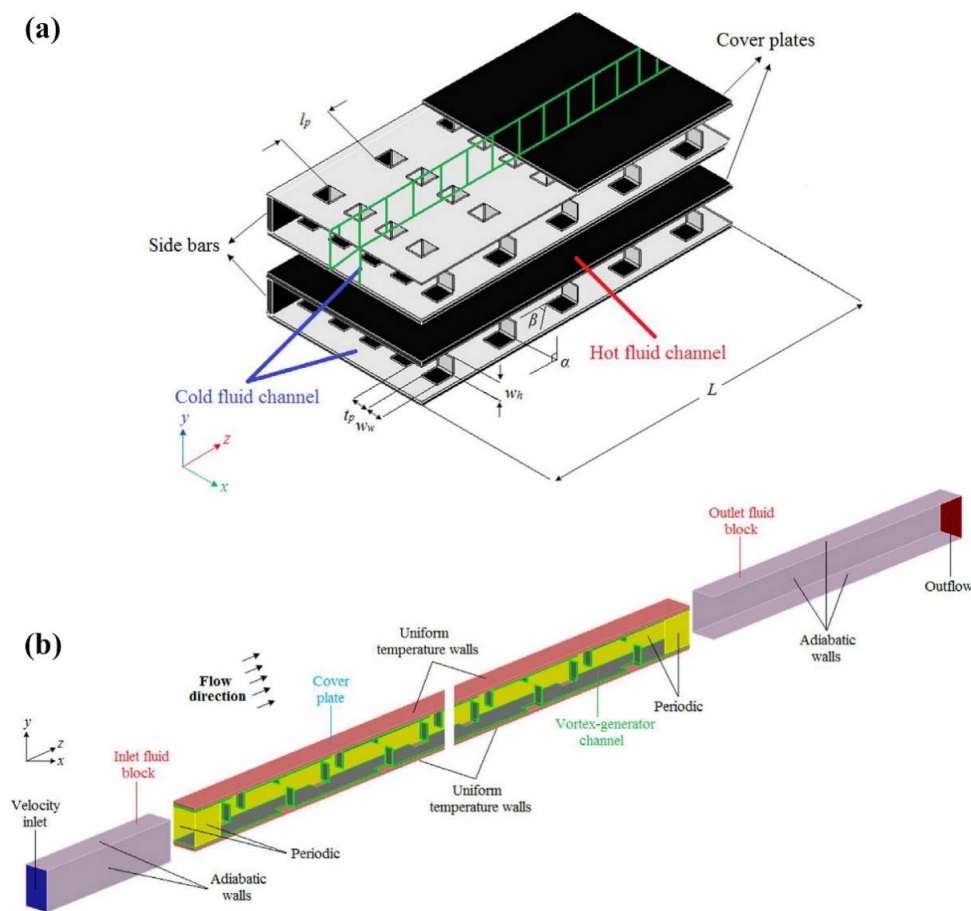 (a)
Cover plates
lp
Side bars
β
Hot fluid channel
α
Cold fluid channel
wh
L
tp
ww
y
z
x
Outlet fluid
block
Outflow
Adiabatic
walls
(b)
Uniform
temperature walls
Flow
direction
Cover
plate
Periodic
Vortex-generator
channel
y
z
x
Inlet fluid
block
Uniform
temperature walls
Velocity
inlet
Periodic
Adiabatic
walls